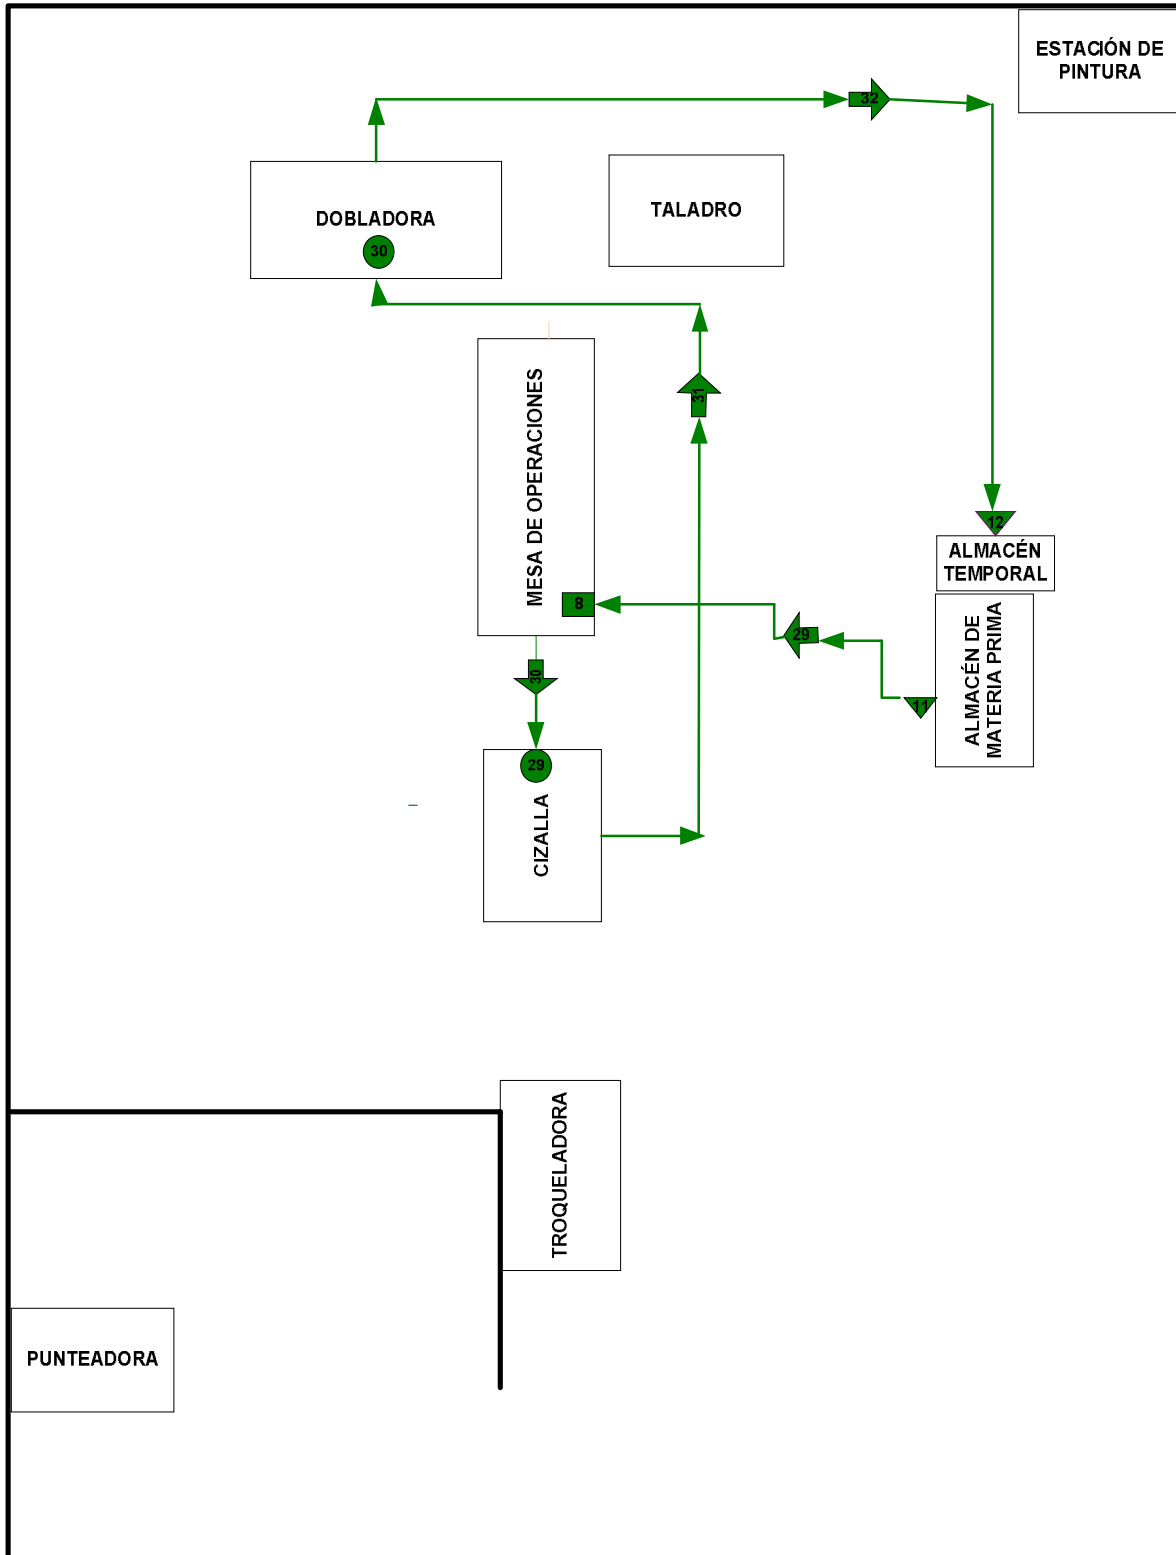 ESTACIÓN DE
PINTURA
32
DOBLADORA
30
TALADRO
MESA DE OPERACIONES
31
12
ALMACÉN
TEMPORAL
8
29
ALMACÉN DE
MATERIA PRIMA
11
30
29
CIZALLA
TROQUELADORA
PUNTEADORA